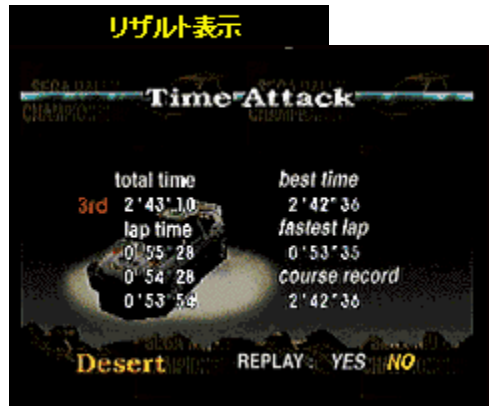 リザルト表示
Time Attack
total time
best time
3rd 2'43"10
2'42"36
lap time
fastest lap
0'55"28
0'53"35
0'54"28
course record
0'53"54
2'42"36
Desert
REPLAY : YES NO